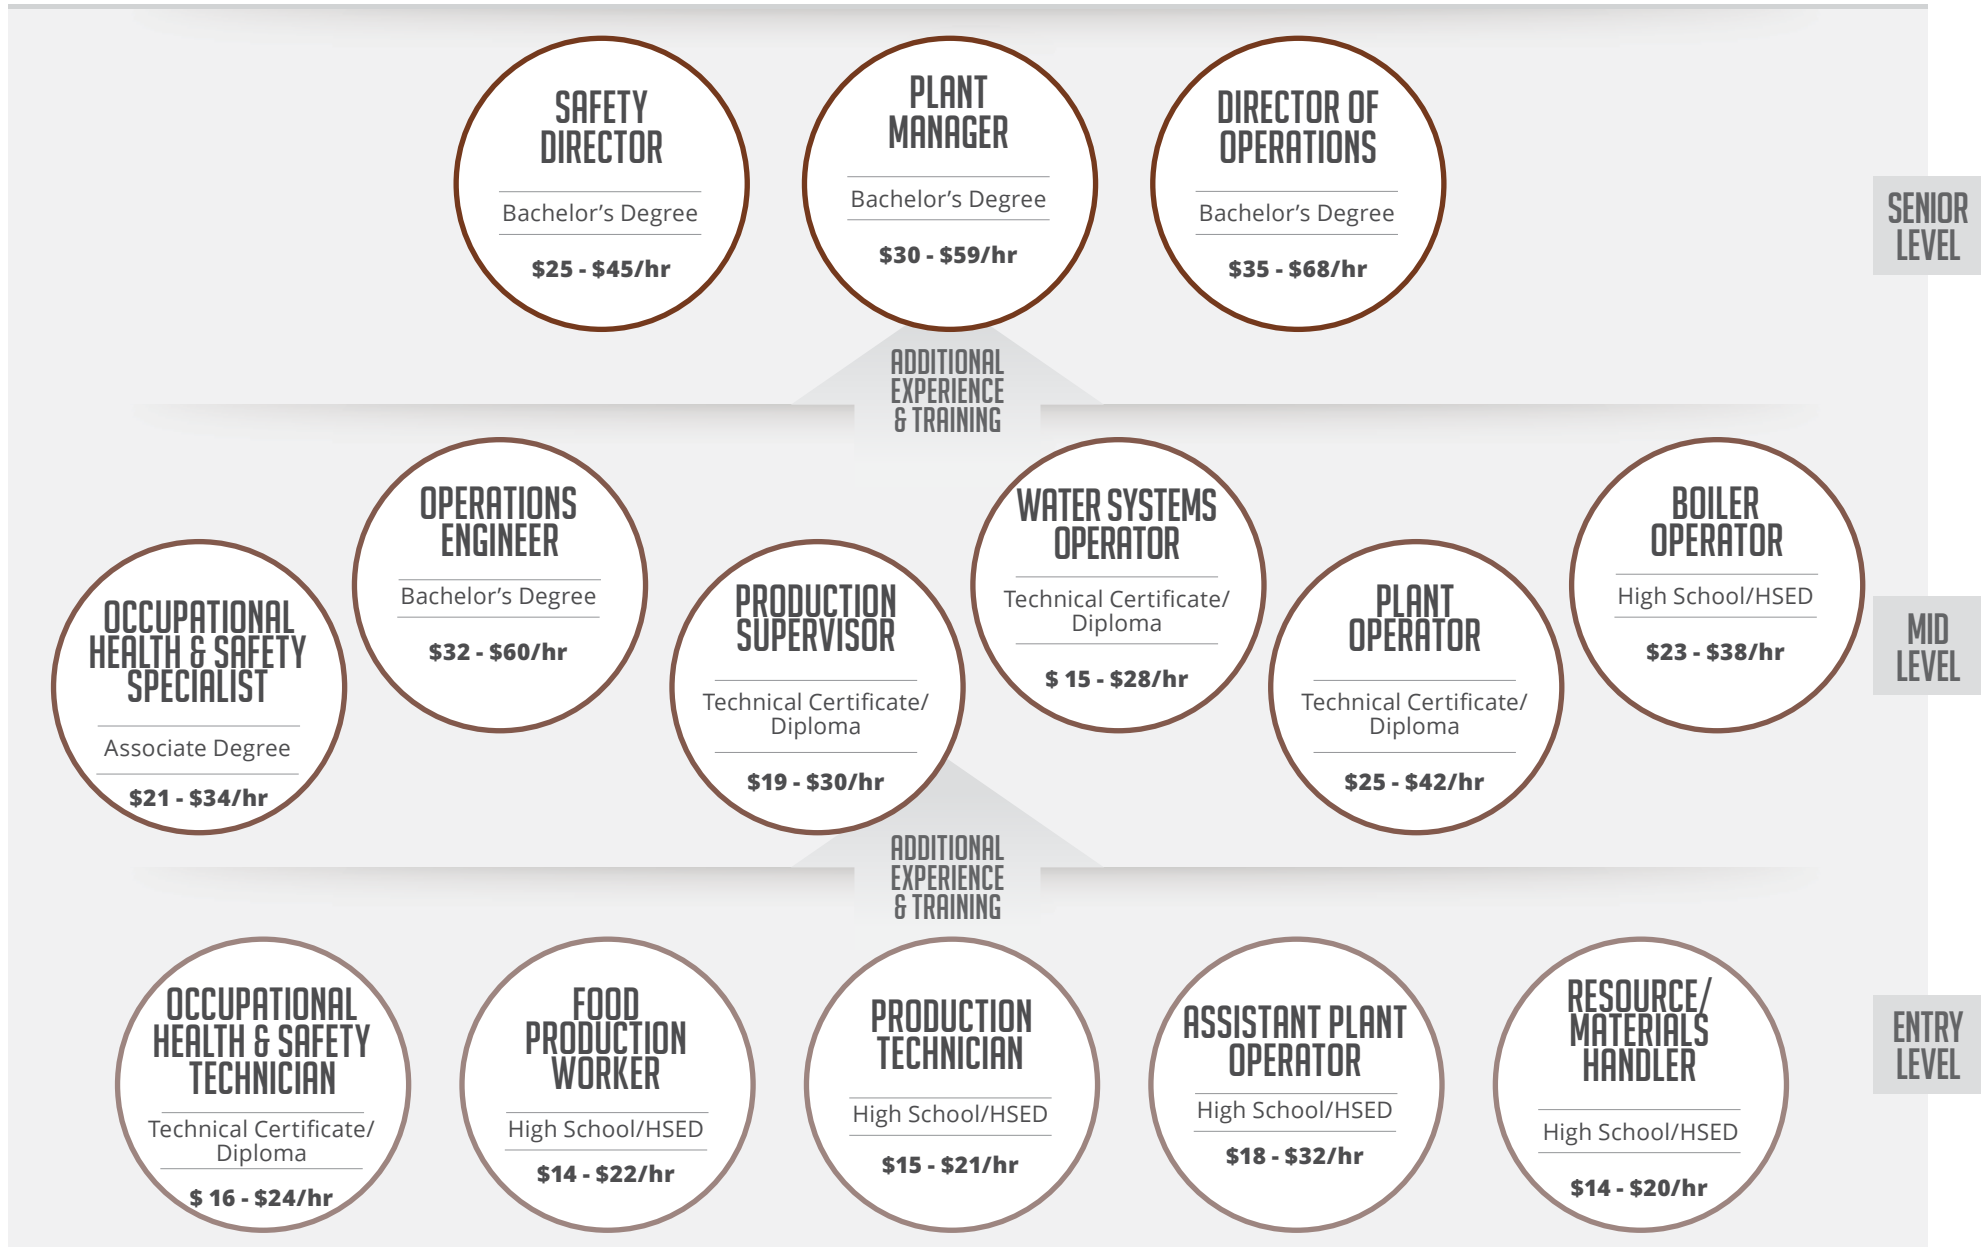 SAFETY
DIRECTOR
Bachelor’s Degree
$25 - $45/hr
PLANT
MANAGER
Bachelor’s Degree
$30 - $59/hr
DIRECTOR OF
OPERATIONS
Bachelor’s Degree
$35 - $68/hr
SENIOR
LEVEL
ADDITIONAL
EXPERIENCE
& TRAINING
OCCUPATIONAL
HEALTH & SAFETY
SPECIALIST
Associate Degree
$21 - $34/hr
OPERATIONS
ENGINEER
Bachelor’s Degree
$32 - $60/hr
PRODUCTION
SUPERVISOR
Technical Certificate/
Diploma
$19 - $30/hr
WATER SYSTEMS
OPERATOR
Technical Certificate/
Diploma
$ 15 - $28/hr
PLANT
OPERATOR
Technical Certificate/
Diploma
$25 - $42/hr
BOILER
OPERATOR
High School/HSED
$23 - $38/hr
MID
LEVEL
ADDITIONAL
EXPERIENCE
& TRAINING
OCCUPATIONAL
HEALTH & SAFETY
TECHNICIAN
Technical Certificate/
Diploma
$ 16 - $24/hr
FOOD
PRODUCTION
WORKER
High School/HSED
$14 - $22/hr
PRODUCTION
TECHNICIAN
High School/HSED
$15 - $21/hr
ASSISTANT PLANT
OPERATOR
High School/HSED
$18 - $32/hr
RESOURCE/
MATERIALS
HANDLER
High School/HSED
$14 - $20/hr
ENTRY
LEVEL